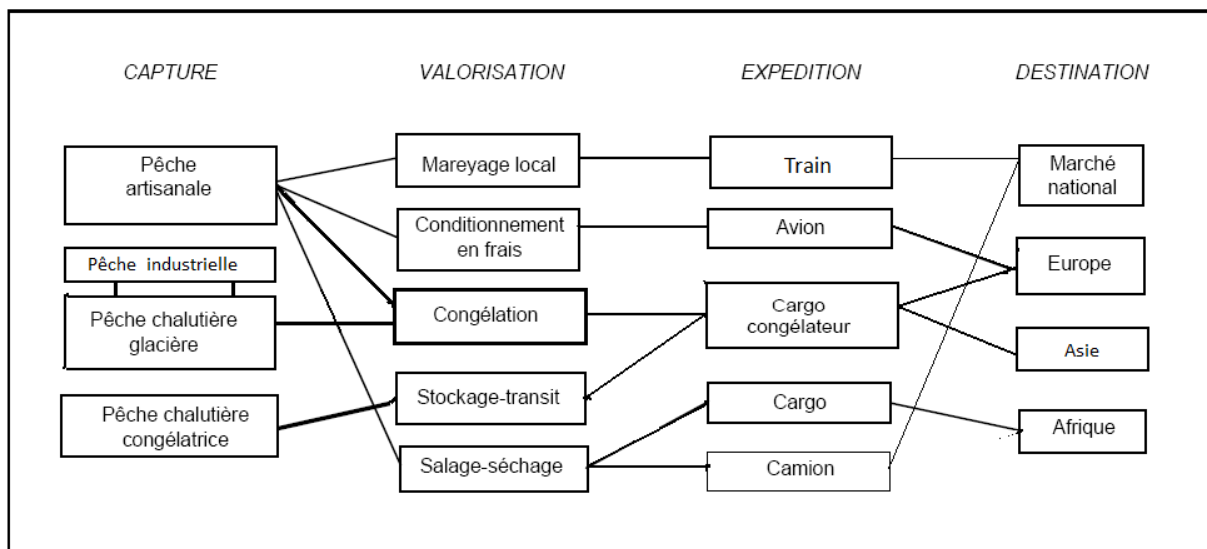 CAPTURE
VALORISATION
EXPEDITION
DESTINATION
Pêche
artisanale
Mareyage local
Train
Marché
national
Conditionnement
en frais
Avion
Pêche industrielle
Europe
Pêche chalutière
glacière
Congélation
Cargo
congélateur
Asie
Pêche chalutière
congélatrice
Stockage-transit
Cargo
Afrique
Salage-séchage
Camion